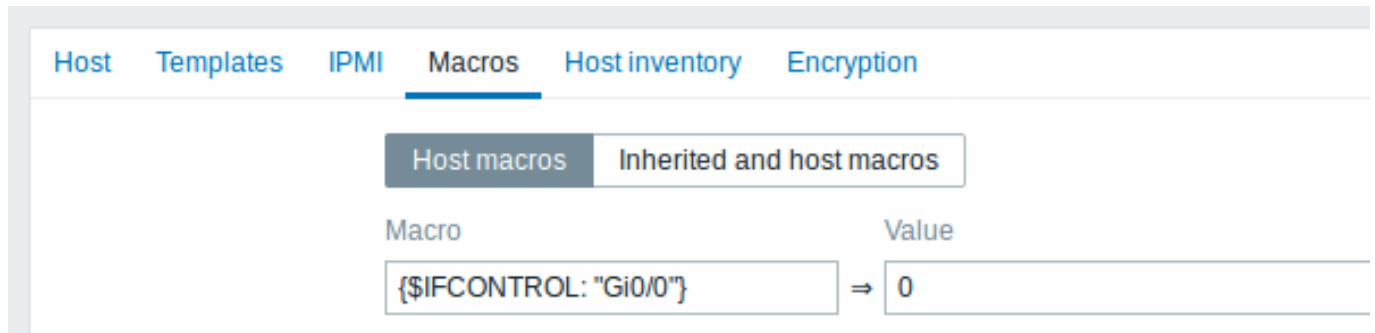 Host Templates IPMI Macros Host inventory Encryption
Host macros Inherited and host macros
Macro Value
{$IFCONTROL: "Gi0/0"} ⇒ 0